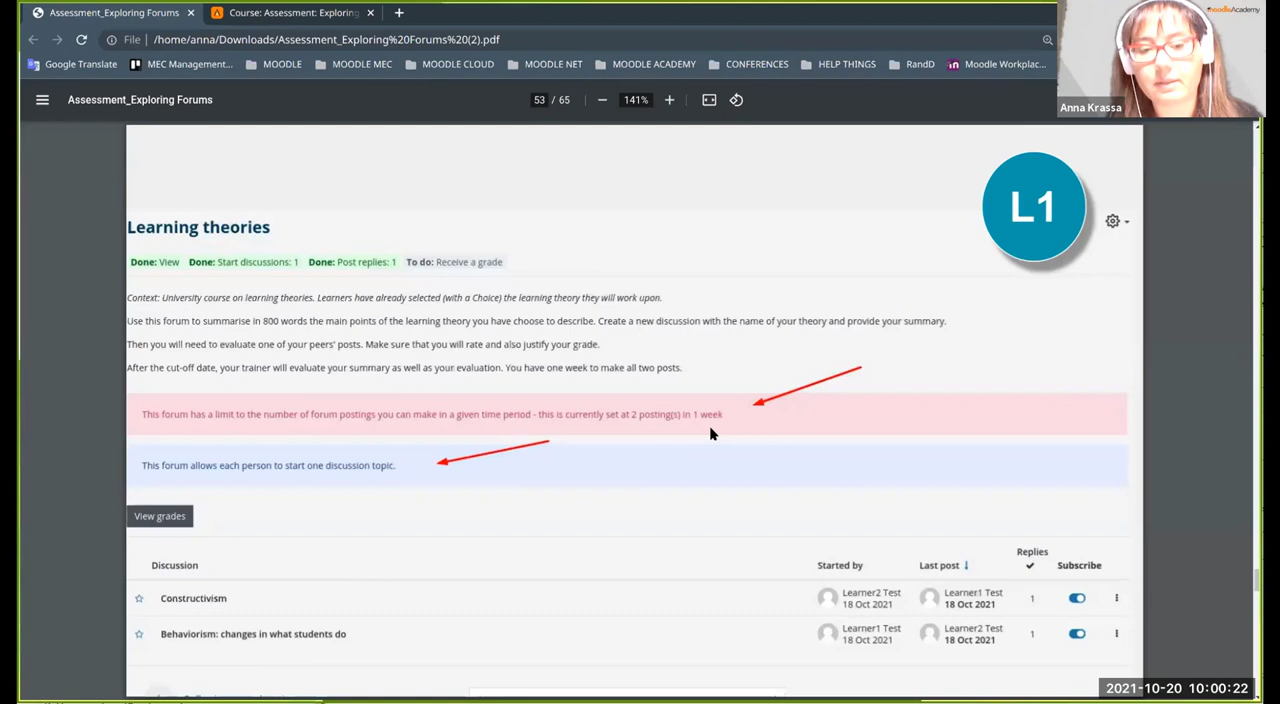 Assessment_Exploring Forums
Course: Assessment: Exploring
File
/home/anna/Downloads/Assessment_Exploring%20Forums%20(2).pdf
Google Translate
MEC Management...
MOODLE
MOODLE MEC
MOODLE CLOUD
MOODLE NET
MOODLE ACADEMY
CONFERENCES
HELP THINGS
RandD
Moodle Workplac...
moodleAcademy
Anna Krassa
Assessment_Exploring Forums
53 / 65
141%
L1
Learning theories
Done: View Done: Start discussions: 1 Done: Post replies: 1 To do: Receive a grade
Context: University course on learning theories. Learners have already selected (with a Choice) the learning theory they will work upon.
Use this forum to summarise in 800 words the main points of the learning theory you have choose to describe. Create a new discussion with the name of your theory and provide your summary.
Then you will need to evaluate one of your peers' posts. Make sure that you will rate and also justify your grade.
After the cut-off date, your trainer will evaluate your summary as well as your evaluation. You have one week to make all two posts.
This forum has a limit to the number of forum postings you can make in a given time period - this is currently set at 2 posting(s) in 1 week
This forum allows each person to start one discussion topic.
View grades
Discussion Started by Last post Replies Subscribe
Constructivism
Learner2 Test
18 Oct 2021
Learner1 Test
18 Oct 2021
1
Behaviorism: changes in what students do
Learner1 Test
18 Oct 2021
Learner2 Test
18 Oct 2021
1
2021-10-20 10:00:22